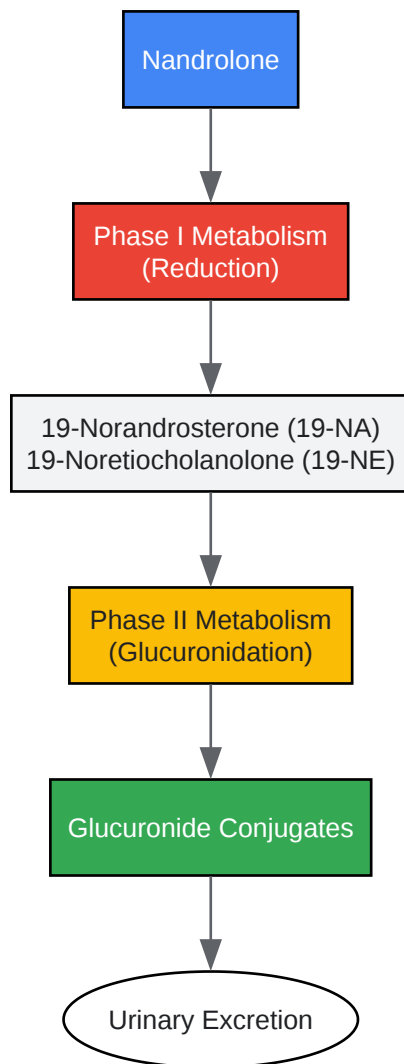 Nandrolone
Phase I Metabolism
(Reduction)
19-Norandrosterone (19-NA)
19-Noretiocholanolone (19-NE)
Phase II Metabolism
(Glucuronidation)
Glucuronide Conjugates
Urinary Excretion